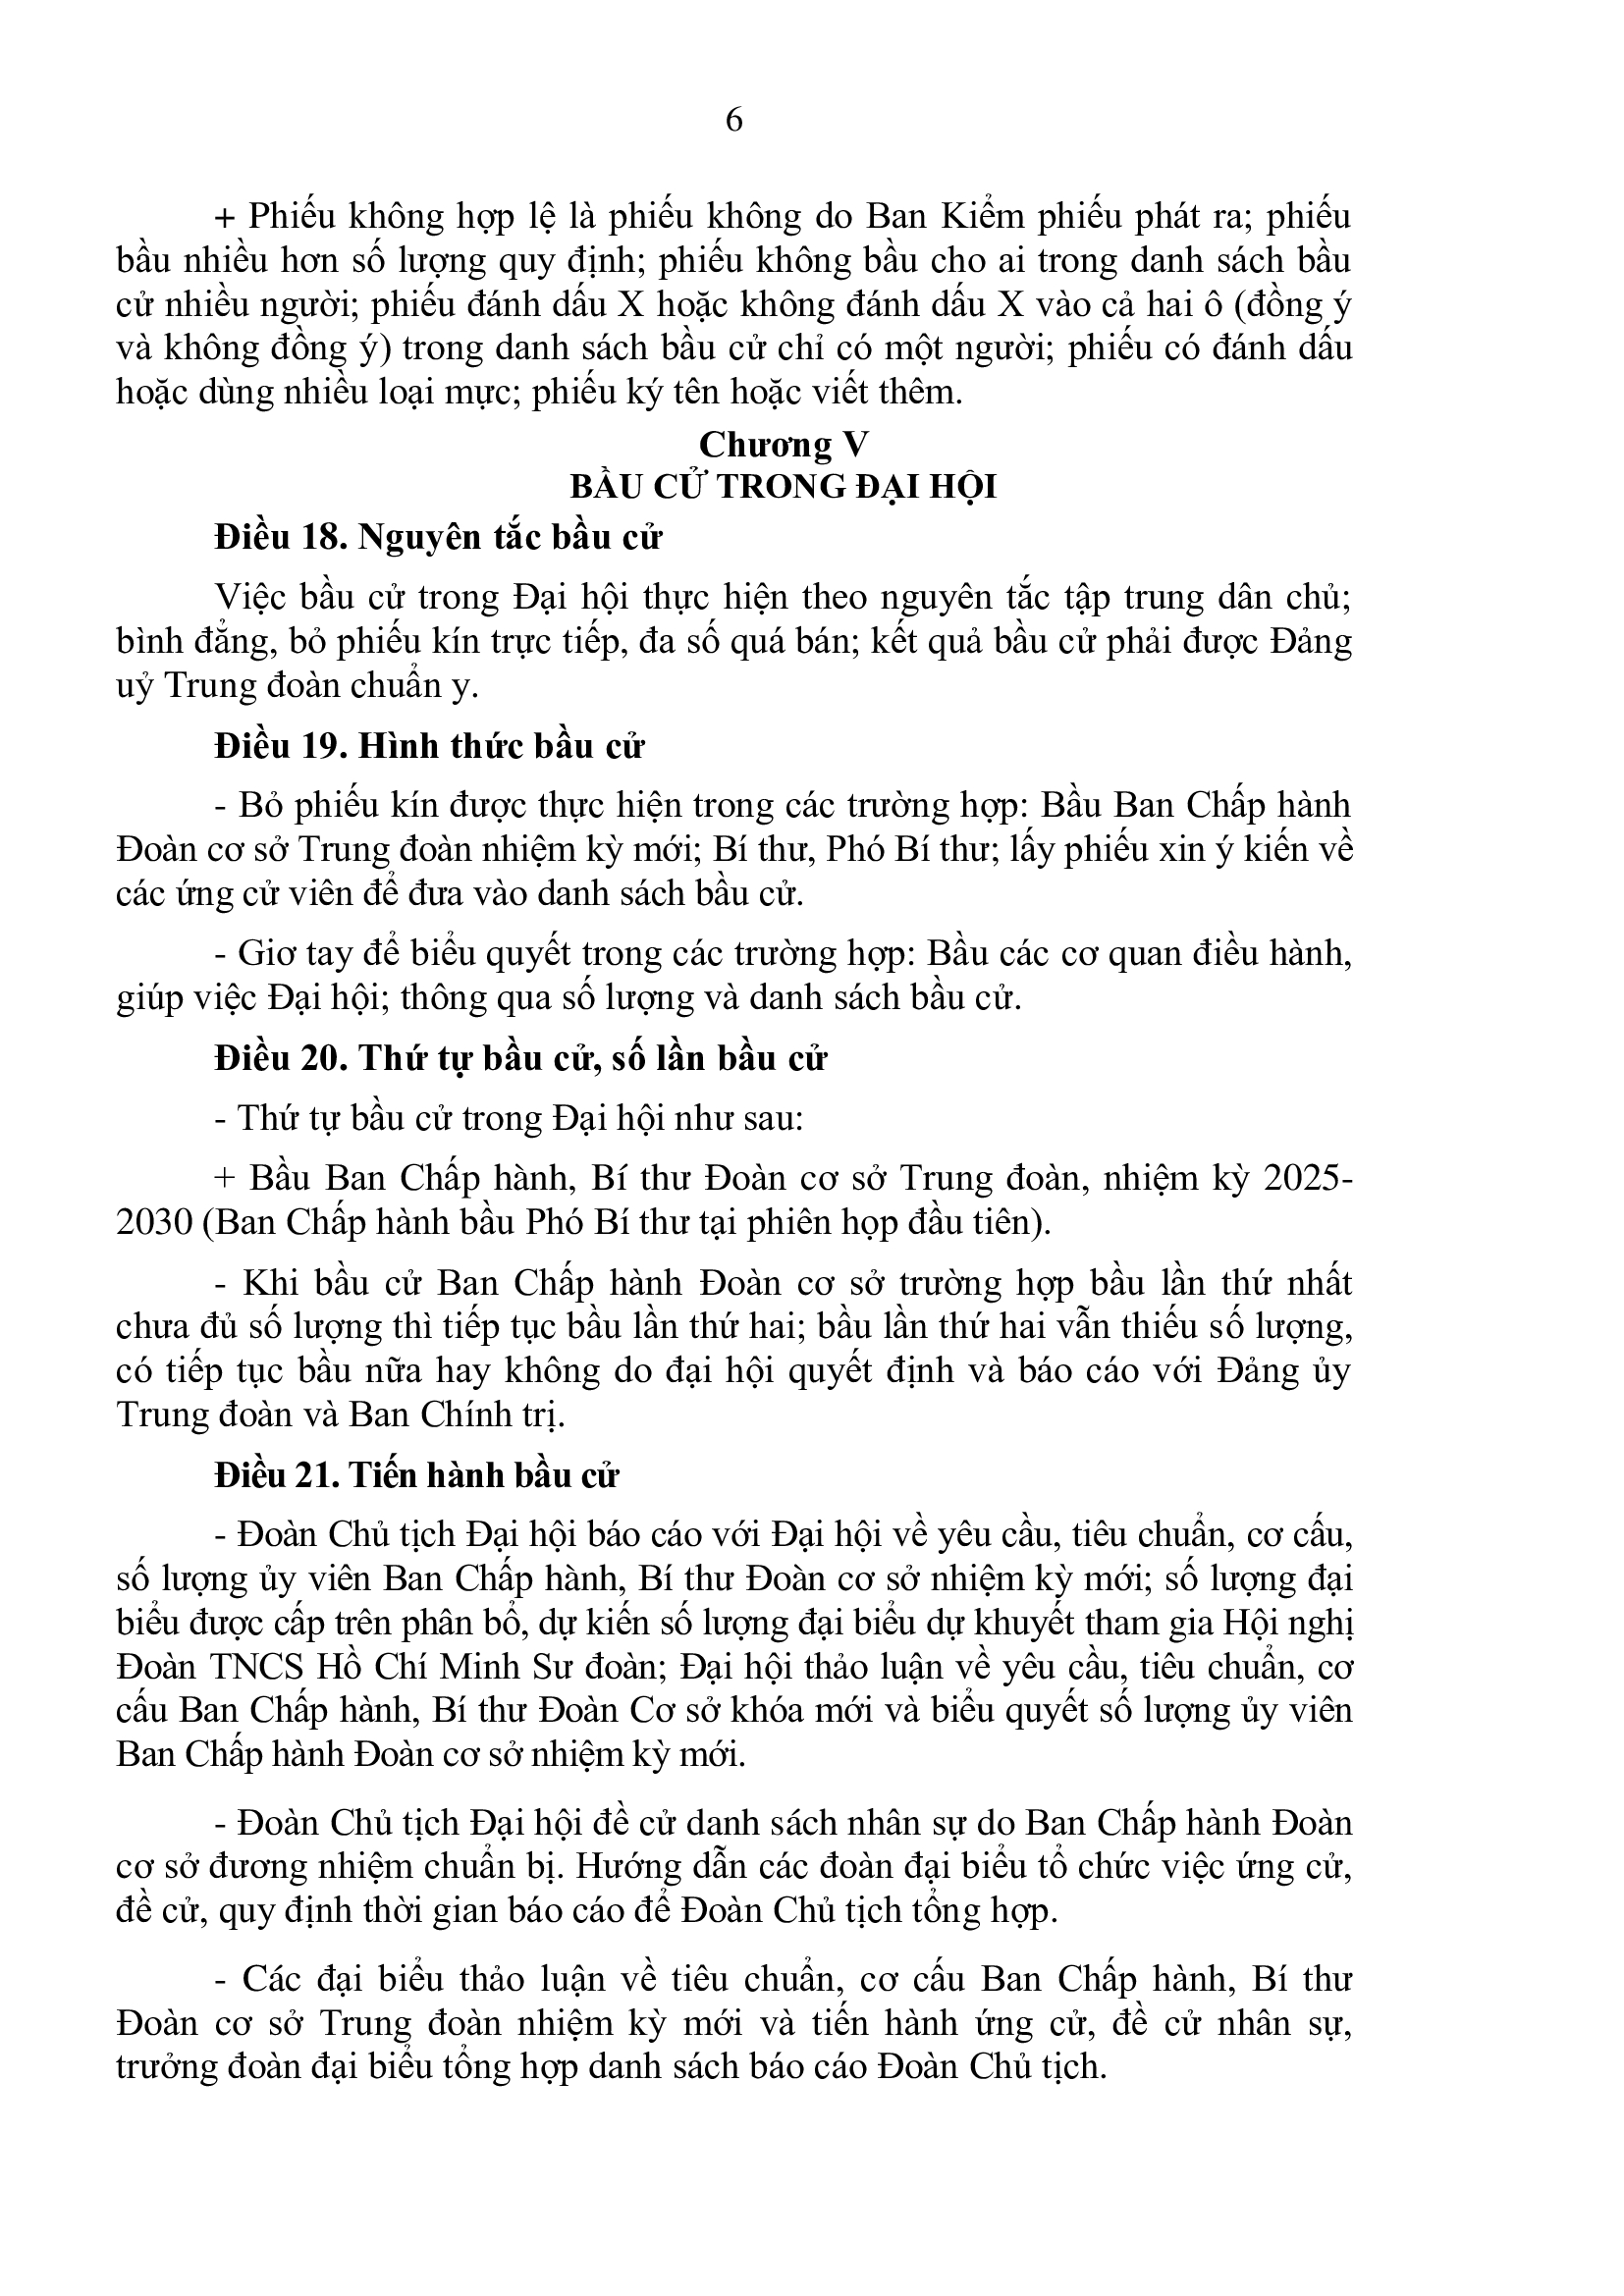 6
+ Phiếu không hợp lệ là phiếu không do Ban Kiểm phiếu phát ra; phiếu
bầu nhiều hơn số lượng quy định; phiếu không bầu cho ai trong danh sách bầu
cử nhiều người; phiếu đánh dấu X hoặc không đánh dấu X vào cả hai ô (đồng ý
và không đồng ý) trong danh sách bầu cử chỉ có một người; phiếu có đánh dấu
hoặc dùng nhiều loại mực; phiếu ký tên hoặc viết thêm.
Chương V
BẦU CỬ TRONG ĐẠI HỘI
Điều 18. Nguyên tắc bầu cử
Việc bầu cử trong Đại hội thực hiện theo nguyên tắc tập trung dân chủ;
bình đẳng, bỏ phiếu kín trực tiếp, đa số quá bán; kết quả bầu cử phải được Đảng
uỷ Trung đoàn chuẩn y.
Điều 19. Hình thức bầu cử
- Bỏ phiếu kín được thực hiện trong các trường hợp: Bầu Ban Chấp hành
Đoàn cơ sở Trung đoàn nhiệm kỳ mới; Bí thư, Phó Bí thư; lấy phiếu xin ý kiến về
các ứng cử viên để đưa vào danh sách bầu cử.
- Giơ tay để biểu quyết trong các trường hợp: Bầu các cơ quan điều hành,
giúp việc Đại hội; thông qua số lượng và danh sách bầu cử.
Điều 20. Thứ tự bầu cử, số lần bầu cử
- Thứ tự bầu cử trong Đại hội như sau:
+ Bầu Ban Chấp hành, Bí thư Đoàn cơ sở Trung đoàn, nhiệm kỳ 2025-
2030 (Ban Chấp hành bầu Phó Bí thư tại phiên họp đầu tiên).
- Khi bầu cử Ban Chấp hành Đoàn cơ sở trường hợp bầu lần thứ nhất
chưa đủ số lượng thì tiếp tục bầu lần thứ hai; bầu lần thứ hai vẫn thiếu số lượng,
có tiếp tục bầu nữa hay không do đại hội quyết định và báo cáo với Đảng ủy
Trung đoàn và Ban Chính trị.
Điều 21. Tiến hành bầu cử
- Đoàn Chủ tịch Đại hội báo cáo với Đại hội về yêu cầu, tiêu chuẩn, cơ cấu,
số lượng ủy viên Ban Chấp hành, Bí thư Đoàn cơ sở nhiệm kỳ mới; số lượng đại
biểu được cấp trên phân bổ, dự kiến số lượng đại biểu dự khuyết tham gia Hội nghị
Đoàn TNCS Hồ Chí Minh Sư đoàn; Đại hội thảo luận về yêu cầu, tiêu chuẩn, cơ
cấu Ban Chấp hành, Bí thư Đoàn Cơ sở khóa mới và biểu quyết số lượng ủy viên
Ban Chấp hành Đoàn cơ sở nhiệm kỳ mới.
- Đoàn Chủ tịch Đại hội đề cử danh sách nhân sự do Ban Chấp hành Đoàn
cơ sở đương nhiệm chuẩn bị. Hướng dẫn các đoàn đại biểu tổ chức việc ứng cử,
đề cử, quy định thời gian báo cáo để Đoàn Chủ tịch tổng hợp.
- Các đại biểu thảo luận về tiêu chuẩn, cơ cấu Ban Chấp hành, Bí thư
Đoàn cơ sở Trung đoàn nhiệm kỳ mới và tiến hành ứng cử, đề cử nhân sự,
trưởng đoàn đại biểu tổng hợp danh sách báo cáo Đoàn Chủ tịch.